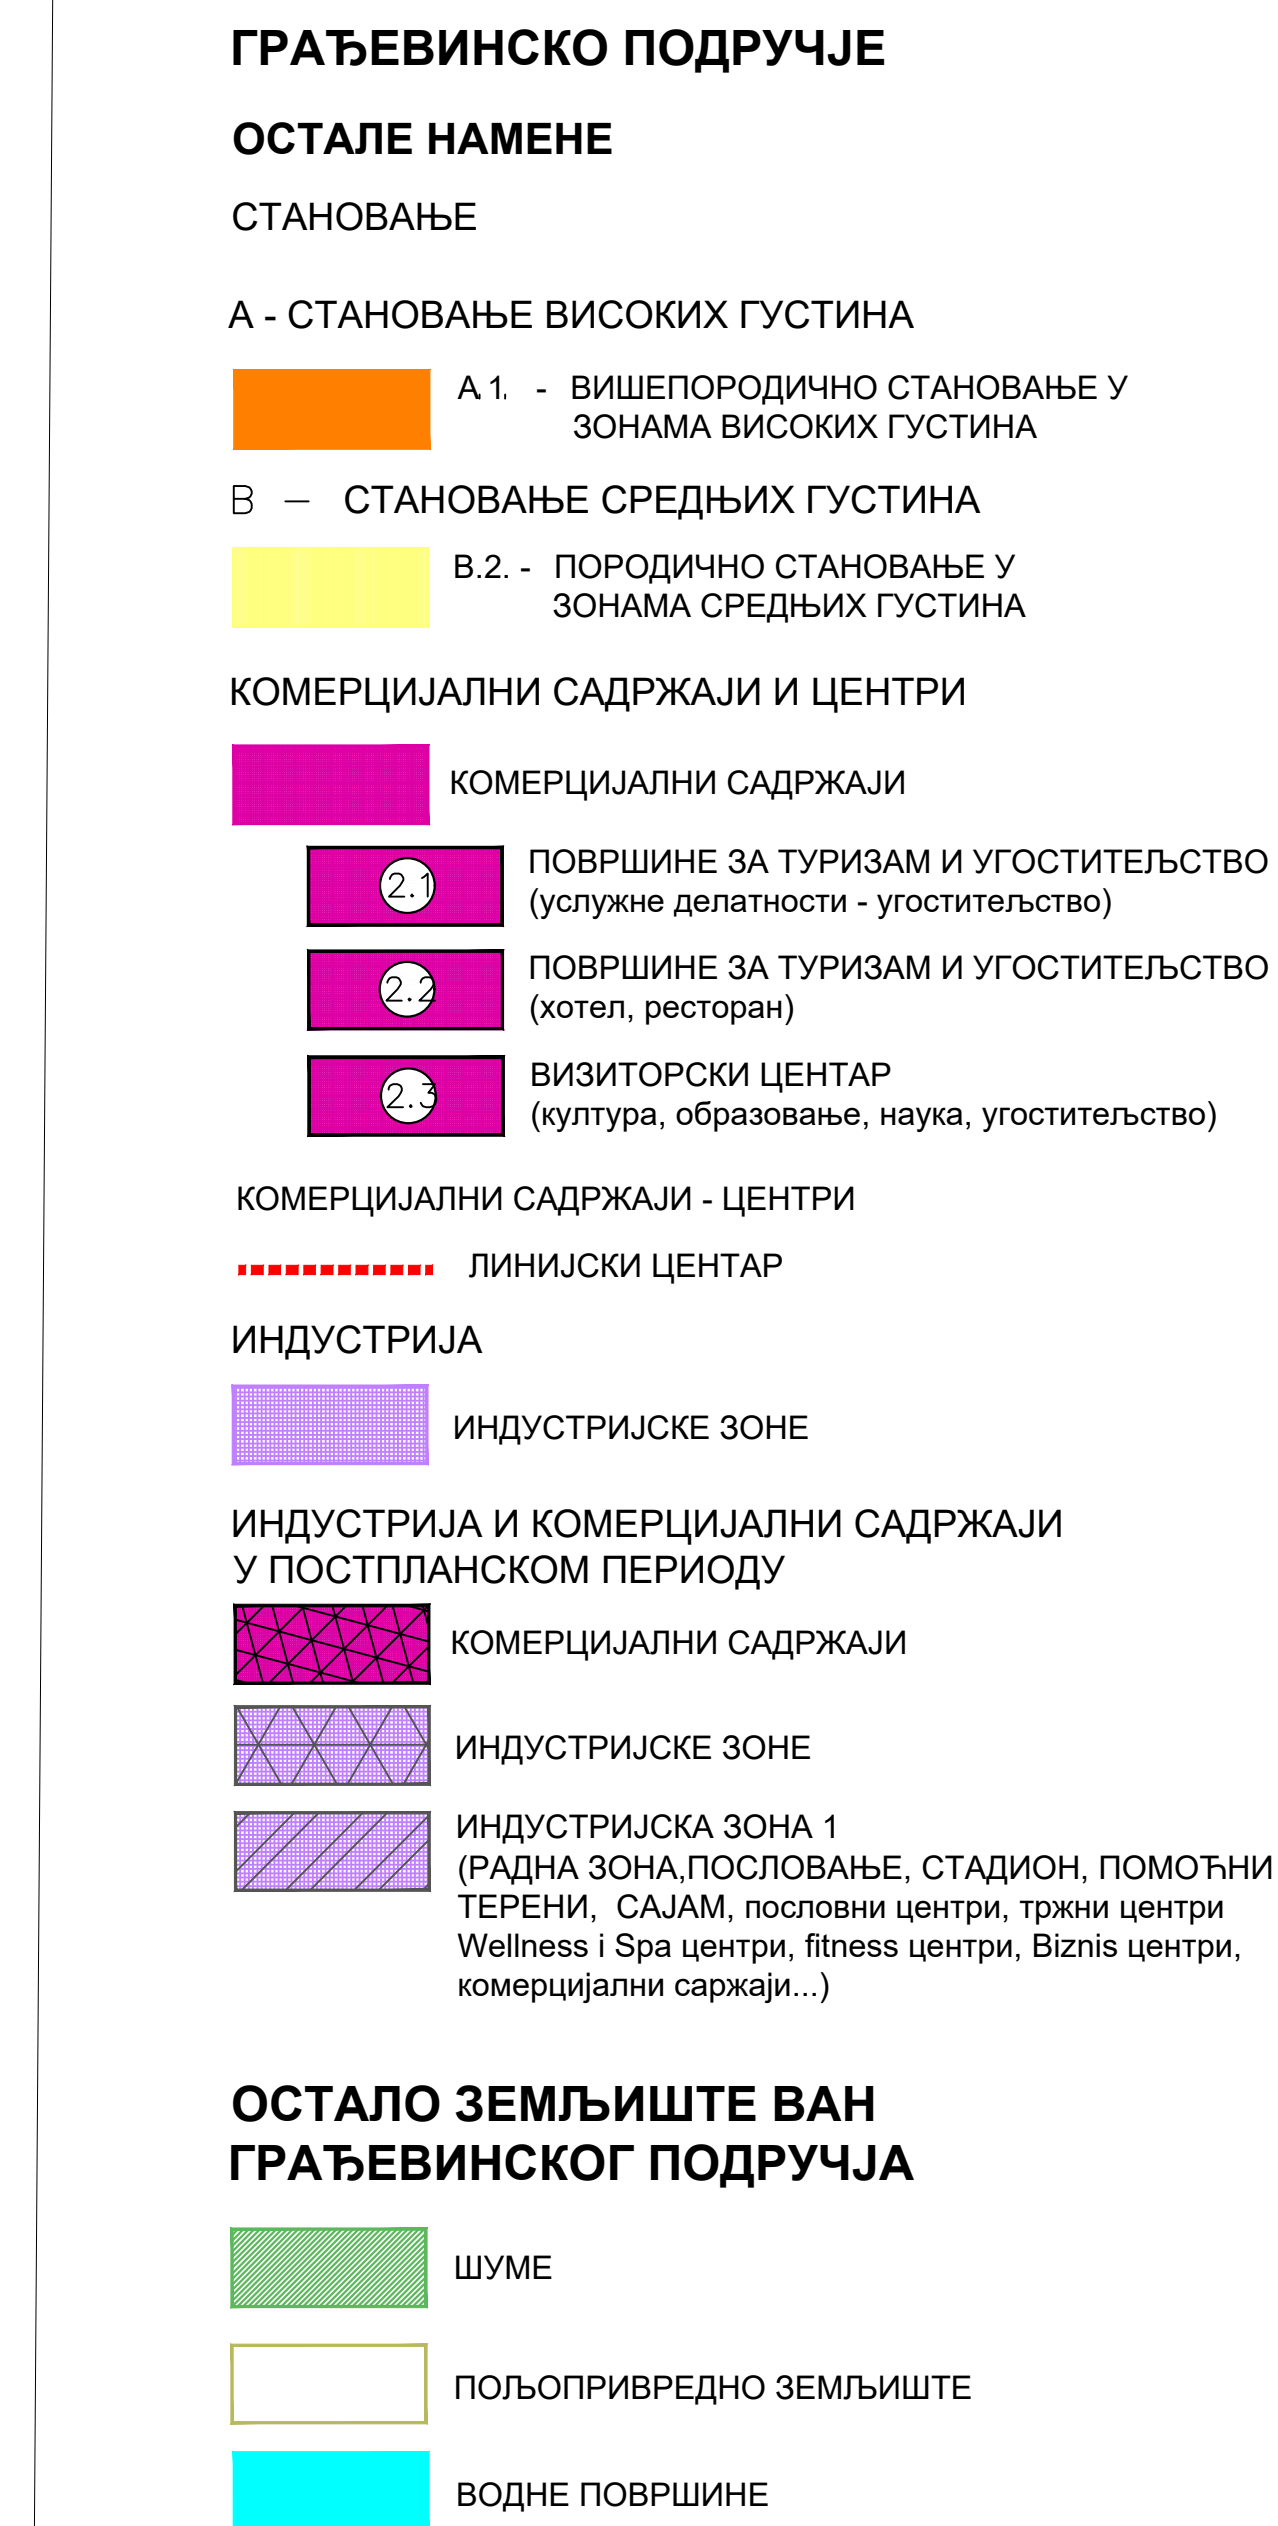 ГРАЂЕВИНСКО ПОДРУЧЈЕ
ОСТАЛЕ НАМЕНЕ
СТАНОВАЊЕ
А - СТАНОВАЊЕ ВИСОКИХ ГУСТИНА
А.1. - ВИШЕПОРОДИЧНО СТАНОВАЊЕ У
ЗОНАМА ВИСОКИХ ГУСТИНА
B – СТАНОВАЊЕ СРЕДЊИХ ГУСТИНА
В.2. - ПОРОДИЧНО СТАНОВАЊЕ У
ЗОНАМА СРЕДЊИХ ГУСТИНА
КОМЕРЦИЈАЛНИ САДРЖАЈИ И ЦЕНТРИ
КОМЕРЦИЈАЛНИ САДРЖАЈИ
2.1 ПОВРШИНЕ ЗА ТУРИЗАМ И УГОСТИТЕЉСТВО
(услужне делатности - угоститељство)
2.2 ПОВРШИНЕ ЗА ТУРИЗАМ И УГОСТИТЕЉСТВО
(хотел, ресторан)
2.3 ВИЗИТОРСКИ ЦЕНТАР
(култура, образовање, наука, угоститељство)
КОМЕРЦИЈАЛНИ САДРЖАЈИ - ЦЕНТРИ
ЛИНИЈСКИ ЦЕНТАР
ИНДУСТРИЈА
ИНДУСТРИЈСКЕ ЗОНЕ
ИНДУСТРИЈА И КОМЕРЦИЈАЛНИ САДРЖАЈИ
У ПОСТПЛАНСКОМ ПЕРИОДУ
КОМЕРЦИЈАЛНИ САДРЖАЈИ
ИНДУСТРИЈСКЕ ЗОНЕ
ИНДУСТРИЈСКА ЗОНА 1
(РАДНА ЗОНА,ПОСЛОВАЊЕ, СТАДИОН, ПОМОЋНИ
ТЕРЕНИ, САЈАМ, пословни центри, тржни центри
Wellness i Spa центри, fitness центри, Biznis центри,
комерцијални саржаји...)
ОСТАЛО ЗЕМЉИШТЕ ВАН
ГРАЂЕВИНСКОГ ПОДРУЧЈА
ШУМЕ
ПОЉОПРИВРЕДНО ЗЕМЉИШТЕ
ВОДНЕ ПОВРШИНЕ